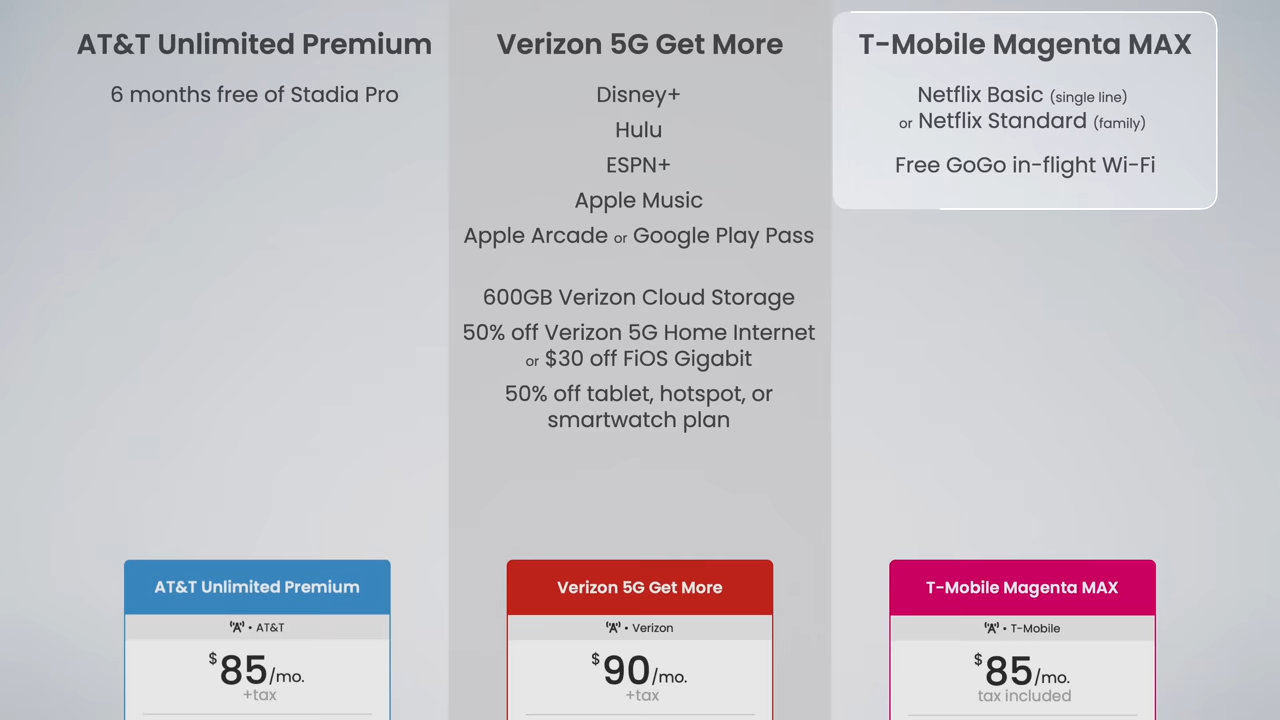 AT&T Unlimited Premium
6 months free of Stadia Pro
Verizon 5G Get More
Disney+
Hulu
ESPN+
Apple Music
Apple Arcade or Google Play Pass
600GB Verizon Cloud Storage
50% off Verizon 5G Home Internet
or $30 off FiOS Gigabit
50% off tablet, hotspot, or
smartwatch plan
T-Mobile Magenta MAX
Netflix Basic (single line)
or Netflix Standard (family)
Free GoGo in-flight Wi-Fi
AT&T Unlimited Premium
• AT&T
$85/mo.
+tax
Verizon 5G Get More
• Verizon
$90/mo.
+tax
T-Mobile Magenta MAX
• T-Mobile
$85/mo.
tax included